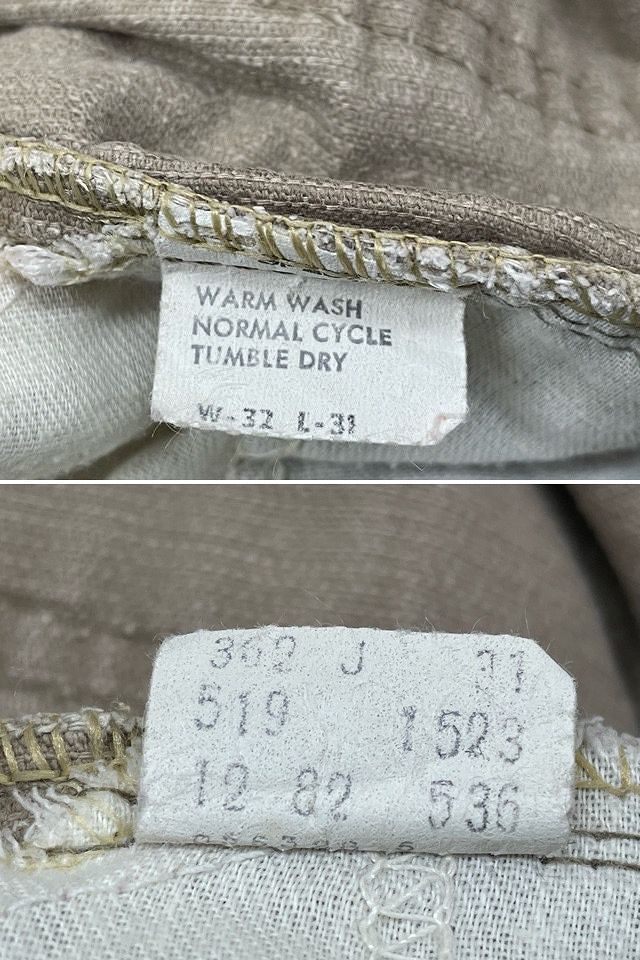 WARM WASH
NORMAL CYCLE
TUMBLE DRY
W-32 L-31
362 J 31
519 1523
12 82 536